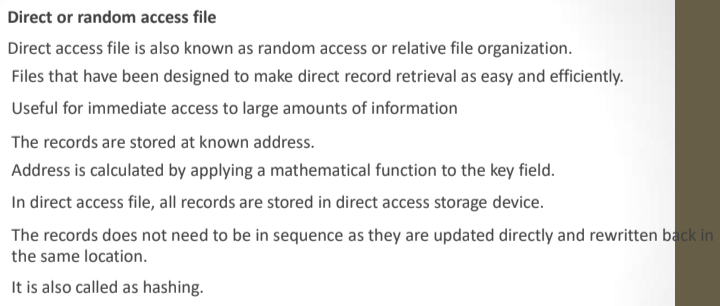 Direct or random access file
Direct access file is also known as random access or relative file organization.
Files that have been designed to make direct record retrieval as easy and efficiently.
Useful for immediate access to large amounts of information
The records are stored at known address.
Address is calculated by applying a mathematical function to the key field.
In direct access file, all records are stored in direct access storage device.
The records does not need to be in sequence as they are updated directly and rewritten back in
the same location.
It is also called as hashing.